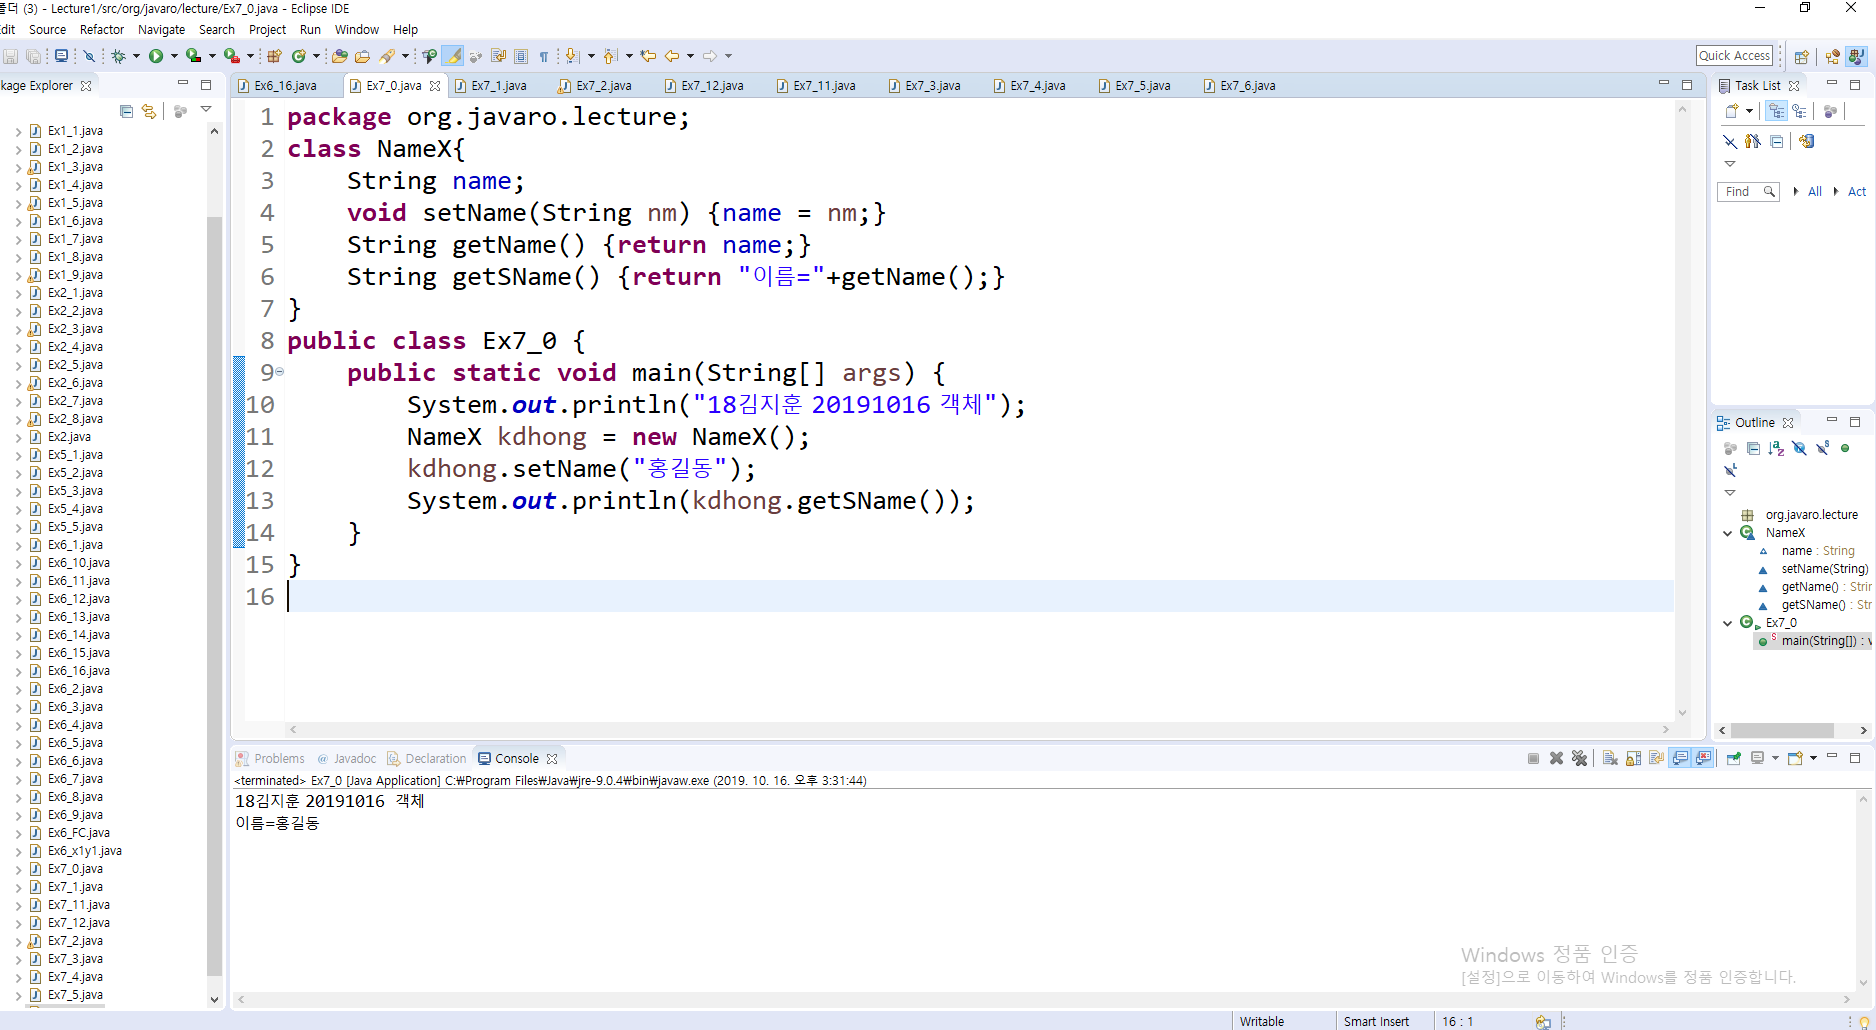 폴더 (3) - Lecture1/src/org/javaro/lecture/Ex7_0.java - Eclipse IDE
Source Refactor Navigate Search Project Run Window Help
Quick Access
Package Explorer
Ex6_16.java Ex7_0.java Ex7_1.java Ex7_2.java Ex7_12.java Ex7_11.java Ex7_3.java Ex7_4.java Ex7_5.java Ex7_6.java
Ex1_1.java
Ex1_2.java
Ex1_3.java
Ex1_4.java
Ex1_5.java
Ex1_6.java
Ex1_7.java
Ex1_8.java
Ex1_9.java
Ex2_1.java
Ex2_2.java
Ex2_3.java
Ex2_4.java
Ex2_5.java
Ex2_6.java
Ex2_7.java
Ex2_8.java
Ex2.java
Ex5_1.java
Ex5_2.java
Ex5_3.java
Ex5_4.java
Ex5_5.java
Ex6_1.java
Ex6_10.java
Ex6_11.java
Ex6_12.java
Ex6_13.java
Ex6_14.java
Ex6_15.java
Ex6_16.java
Ex6_2.java
Ex6_3.java
Ex6_4.java
Ex6_5.java
Ex6_6.java
Ex6_7.java
Ex6_8.java
Ex6_9.java
Ex6_FC.java
Ex6_x1y1.java
Ex7_0.java
Ex7_1.java
Ex7_11.java
Ex7_12.java
Ex7_2.java
Ex7_3.java
Ex7_4.java
Ex7_5.java
1 package org.javaro.lecture;
2 class NameX{
3 String name;
4 void setName(String nm) {name = nm;}
5 String getName() {return name;}
6 String getSName() {return "이름="+getName();}
7 }
8 public class Ex7_0 {
9 public static void main(String[] args) {
10 System.out.println("18김지훈 20191016 객체");
11 NameX kdhong = new NameX();
12 kdhong.setName("홍길동");
13 System.out.println(kdhong.getSName());
14 }
15 }
16
Problems @ Javadoc Declaration Console
<terminated> Ex7_0 [Java Application] C:₩Program Files₩Java₩jre-9.0.4₩bin₩javaw.exe (2019. 10. 16. 오후 3:31:44)
18김지훈 20191016 객체
이름=홍길동
Task List
Find All Act
Outline
org.javaro.lecture
NameX
name : String
setName(String)
getName() : Strin
getSName() : Str
Ex7_0
main(String[]) : v
Windows 정품 인증
[설정]으로 이동하여 Windows를 정품 인증합니다.
Writable Smart Insert 16 : 1